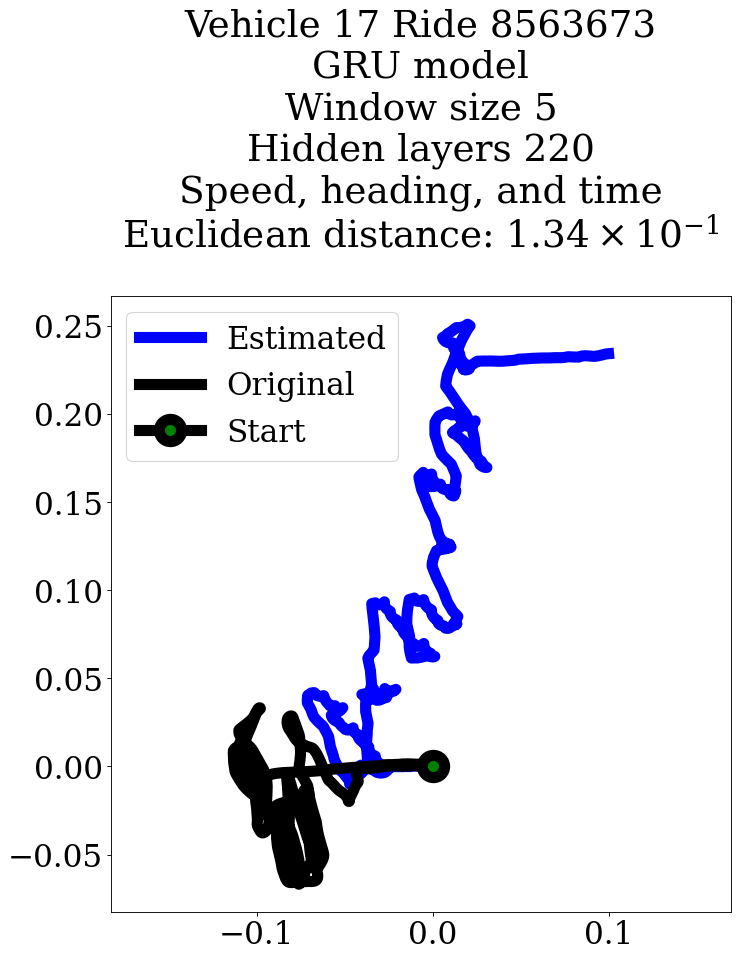 Vehicle 17 Ride 8563673
GRU model
Window size 5
Hidden layers 220
Speed, heading, and time
Euclidean distance: 1.34 × 10⁻¹
Estimated
Original
Start
0.25
0.20
0.15
0.10
0.05
0.00
−0.05
−0.1
0.0
0.1